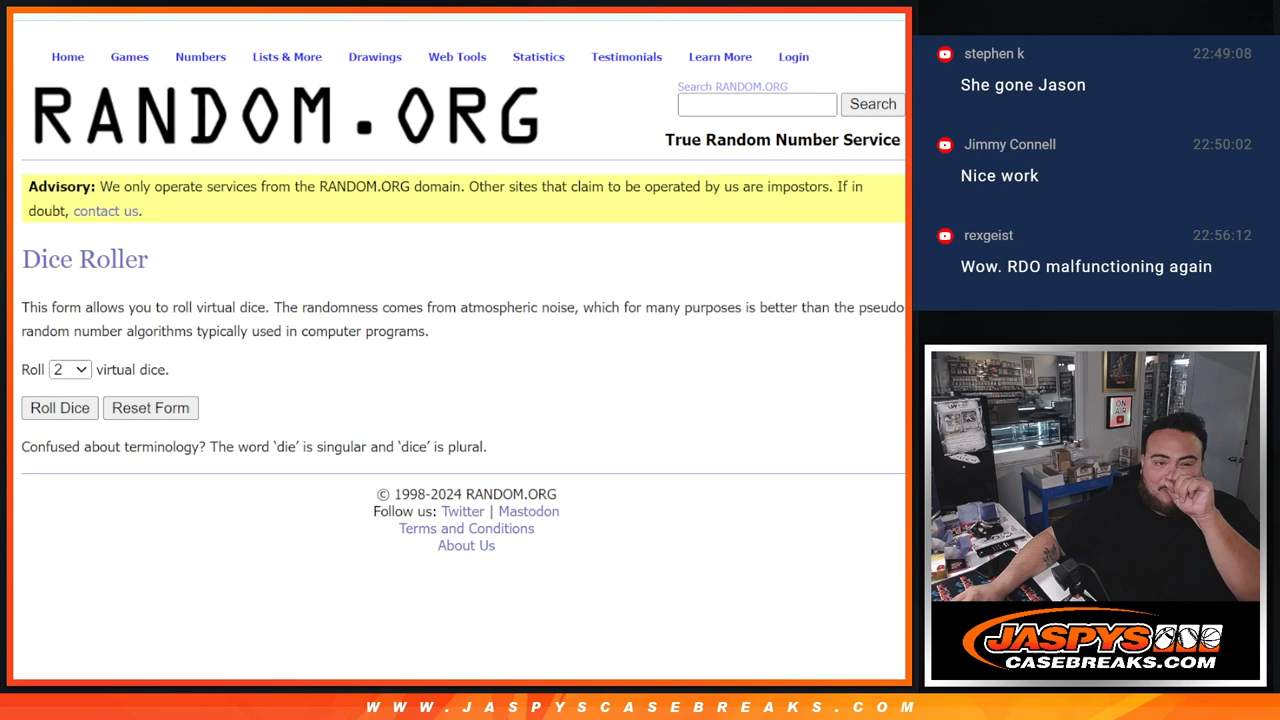 Home Games Numbers Lists & More Drawings Web Tools Statistics Testimonials Learn More Login
RANDOM.ORG
Search RANDOM.ORG
Search
True Random Number Service
Advisory: We only operate services from the RANDOM.ORG domain. Other sites that claim to be operated by us are impostors. If in
doubt, contact us.
Dice Roller
This form allows you to roll virtual dice. The randomness comes from atmospheric noise, which for many purposes is better than the pseudo
random number algorithms typically used in computer programs.
Roll 2 virtual dice.
Roll Dice Reset Form
Confused about terminology? The word ‘die’ is singular and ‘dice’ is plural.
© 1998-2024 RANDOM.ORG
Follow us: Twitter | Mastodon
Terms and Conditions
About Us
stephen k 22:49:08
She gone Jason
Jimmy Connell 22:50:02
Nice work
rexgeist 22:56:12
Wow. RDO malfunctioning again
ON
AIR
JASPYS
CASEBREAKS.COM
WWW.JASPYSCASEBREAKS.COM